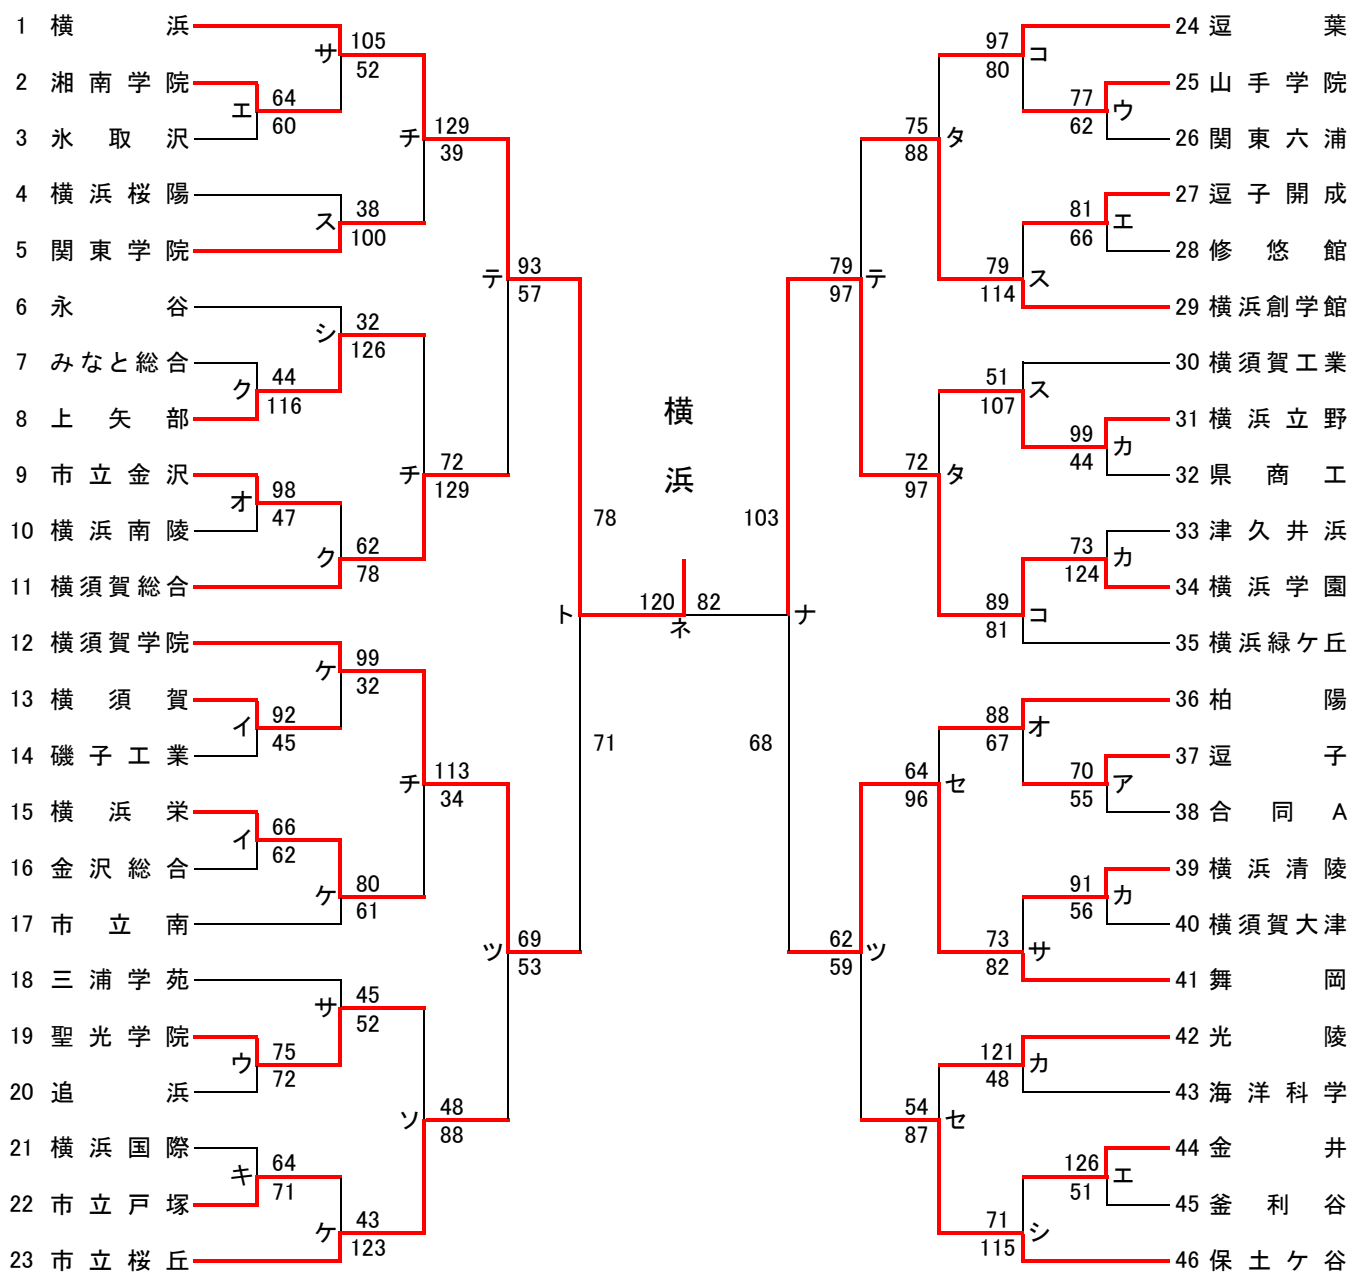 1 横浜
2 湘南学院
3 氷取沢
4 横浜桜陽
5 関東学院
6 永谷
7 みなと総合
8 上矢部
9 市立金沢
10 横浜南陵
11 横須賀総合
12 横須賀学院
13 横須賀
14 磯子工業
15 横浜栄
16 金沢総合
17 市立南
18 三浦学苑
19 聖光学院
20 追浜
21 横浜国際
22 市立戸塚
23 市立桜丘
エ 64
60
ク 44
116
オ 98
47
イ 92
45
イ 66
62
ウ 75
72
キ 64
71
サ 105
52
ス 38
100
シ 32
126
ク 62
78
ケ 99
32
ケ 80
61
サ 45
52
ケ 43
123
チ 129
39
チ 72
129
チ 113
34
ソ 48
88
テ 93
57
ツ 69
53
ト
78
71
横
浜
120 82
ネ
ナ
103
68
79 テ
97
62 ツ
59
75 タ
88
72 タ
97
64 セ
96
54 セ
87
97 コ
80
79 ス
114
51 ス
107
89 コ
81
88 オ
67
73 サ
82
121 カ
48
71 シ
115
77 ウ
62
81 エ
66
99 カ
44
73 カ
124
70 ア
55
91 カ
56
126 エ
51
24 逗葉
25 山手学院
26 関東六浦
27 逗子開成
28 修悠館
29 横浜創学館
30 横須賀工業
31 横浜立野
32 県商工
33 津久井浜
34 横浜学園
35 横浜緑ケ丘
36 柏陽
37 逗子
38 合同A
39 横浜清陵
40 横須賀大津
41 舞岡
42 光陵
43 海洋科学
44 金井
45 釜利谷
46 保土ケ谷